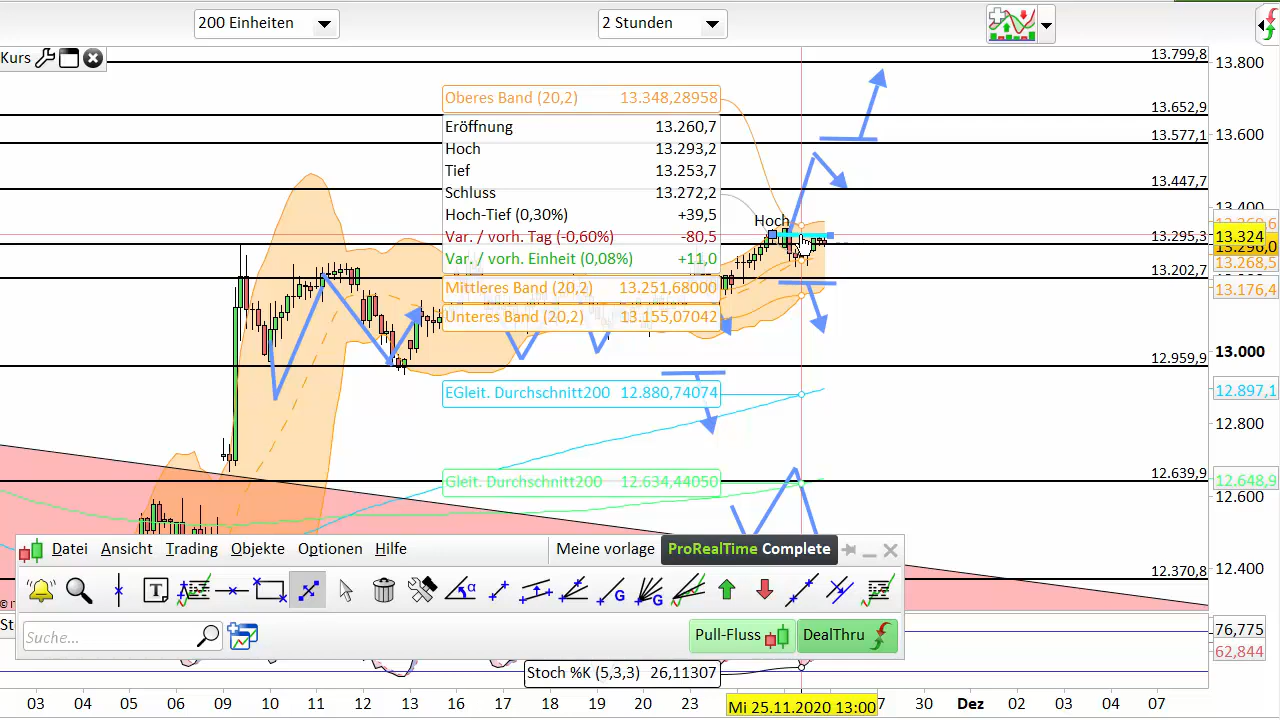 200 Einheiten
2 Stunden
Kurs
13.799,8
13.800
Oberes Band (20,2) 13.348,28958
13.652,9
Eröffnung 13.260,7
13.600
13.577,1
Hoch 13.293,2
Tief 13.253,7
13.447,7
Schluss 13.272,2
Hoch-Tief (0,30%) +39,5
Hoch
13.400
Var. / vorh. Tag (-0,60%) -80,5
13.295,3
13.324
Var. / vorh. Einheit (0,08%) +11,0
13.268,5
13.202,7
Mittleres Band (20,2) 13.251,68000
13.176,4
Unteres Band (20,2) 13.155,07042
13.000
12.959,9
EGleit. Durchschnitt200 12.880,74074
12.897,1
12.800
12.639,9
Gleit. Durchschnitt200 12.634,44050
12.648,9
12.600
Datei Ansicht Trading Objekte Optionen Hilfe
Meine vorlage
ProRealTime Complete
12.370,8
12.400
T
α
G
G
St
Suche...
Pull-Fluss
DealThru
76,775
62,844
Stoch %K (5,3,3) 26,11307
03 04 05 06 09 10 11 12 13 16 17 18 19 20 23
Mi 25.11.2020 13:00
7 30 Dez 02 03 04 07